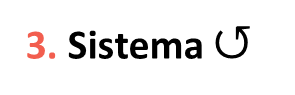 3. Sistema ↺